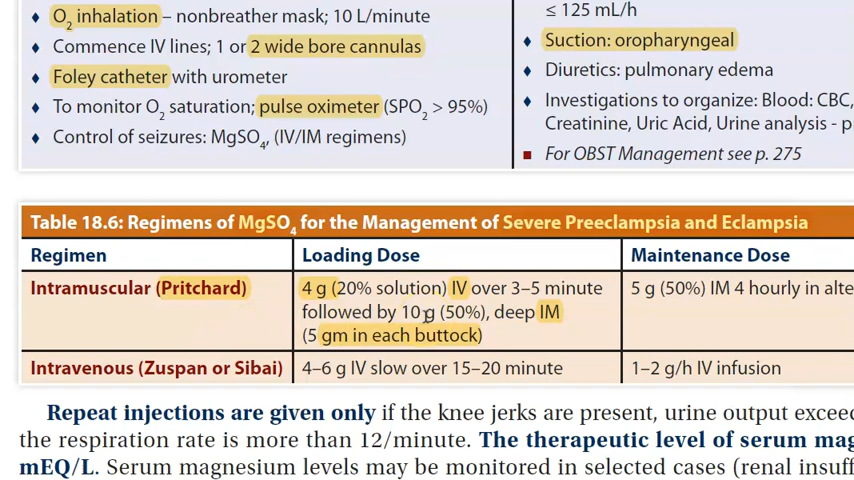 O2 inhalation – nonbreather mask; 10 L/minute
Commence IV lines; 1 or 2 wide bore cannulas
Foley catheter with urometer
To monitor O2 saturation; pulse oximeter (SPO2 > 95%)
Control of seizures: MgSO4, (IV/IM regimens)
≤ 125 mL/h
Suction: oropharyngeal
Diuretics: pulmonary edema
Investigations to organize: Blood: CBC,
Creatinine, Uric Acid, Urine analysis - p
For OBST Management see p. 275
Table 18.6: Regimens of MgSO4 for the Management of Severe Preeclampsia and Eclampsia
Regimen Loading Dose Maintenance Dose
Intramuscular (Pritchard) 4 g (20% solution) IV over 3–5 minute 5 g (50%) IM 4 hourly in alte
followed by 10 g (50%), deep IM
(5 gm in each buttock)
Intravenous (Zuspan or Sibai) 4–6 g IV slow over 15–20 minute 1–2 g/h IV infusion
Repeat injections are given only if the knee jerks are present, urine output exceed
the respiration rate is more than 12/minute. The therapeutic level of serum mag
mEQ/L. Serum magnesium levels may be monitored in selected cases (renal insuff